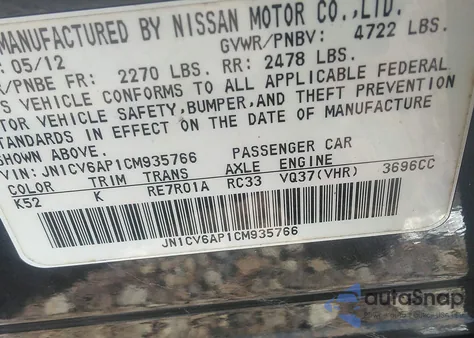 MANUFACTURED BY NISSAN MOTOR CO.,LTD.
: 05/12 GVWR/PNBV: 4722 LBS.
/PNBE FR: 2270 LBS. RR: 2478 LBS.
S VEHICLE CONFORMS TO ALL APPLICABLE FEDERAL
TOR VEHICLE SAFETY,BUMPER,AND THEFT PREVENTION
STANDARDS IN EFFECT ON THE DATE OF MANUFACTURE
SHOWN ABOVE.
VIN: JN1CV6AP1CM935766 PASSENGER CAR
COLOR TRIM TRANS AXLE ENGINE
K52 K RE7R01A RC33 VQ37(VHR) 3696CC
JN1CV6AP1CM935766
autoSnap